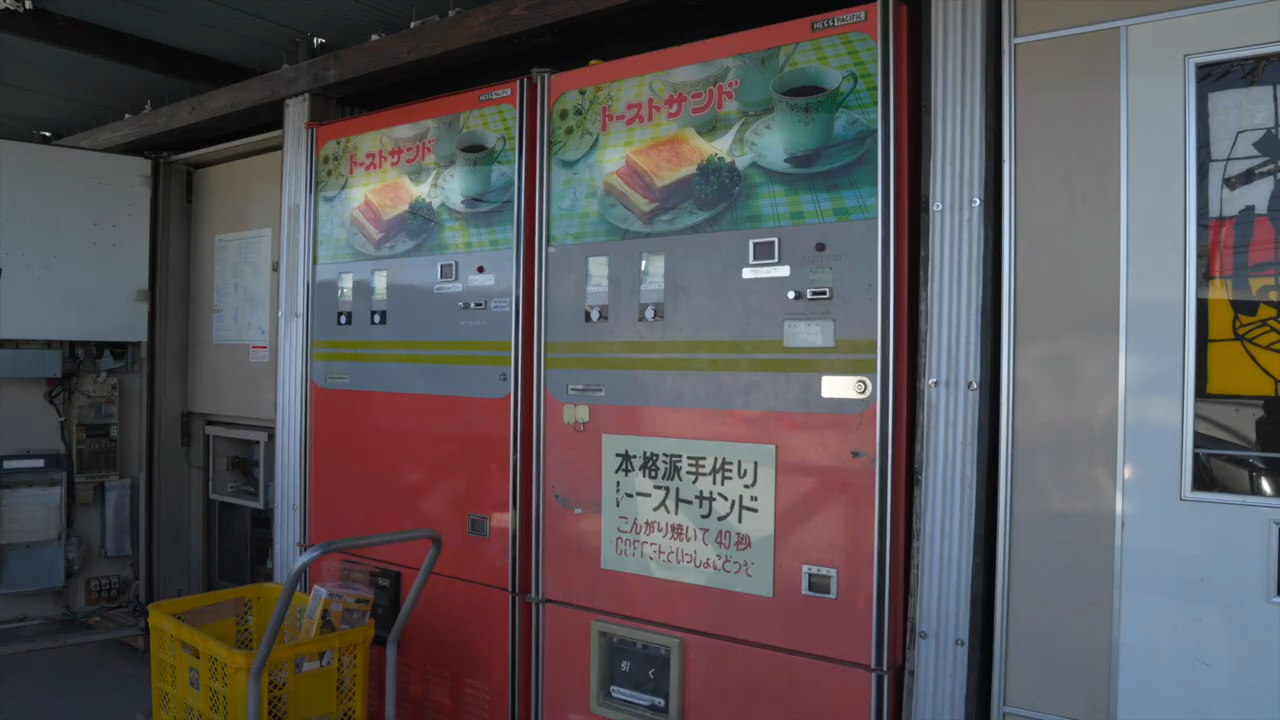 HESS PACIFIC
トーストサンド
HESS PACIFIC
トーストサンド
本格派手作り
トーストサンド
こんがり焼いて40秒
COFFEEといっしょにどうぞ
引く